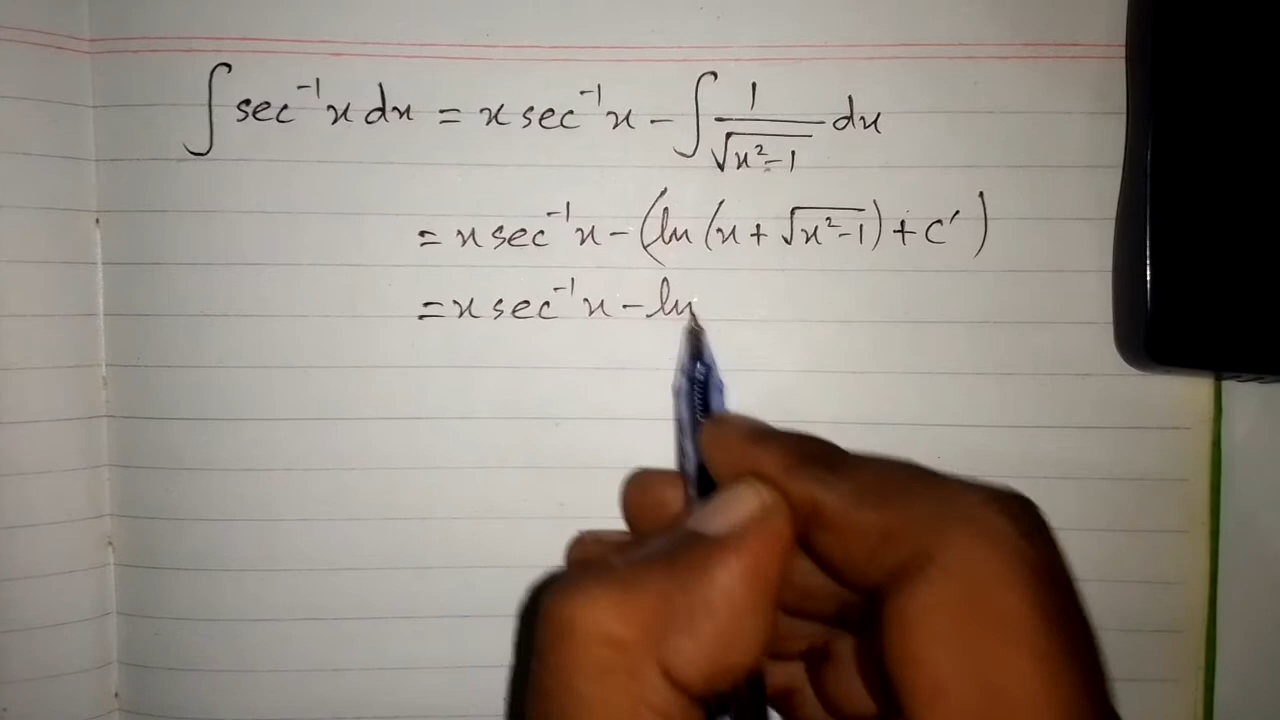 ∫ sec⁻¹x dx = x sec⁻¹x − ∫ 1/√(x²−1) dx
= x sec⁻¹x − (ln(x + √(x²−1)) + c′)
= x sec⁻¹x − ln